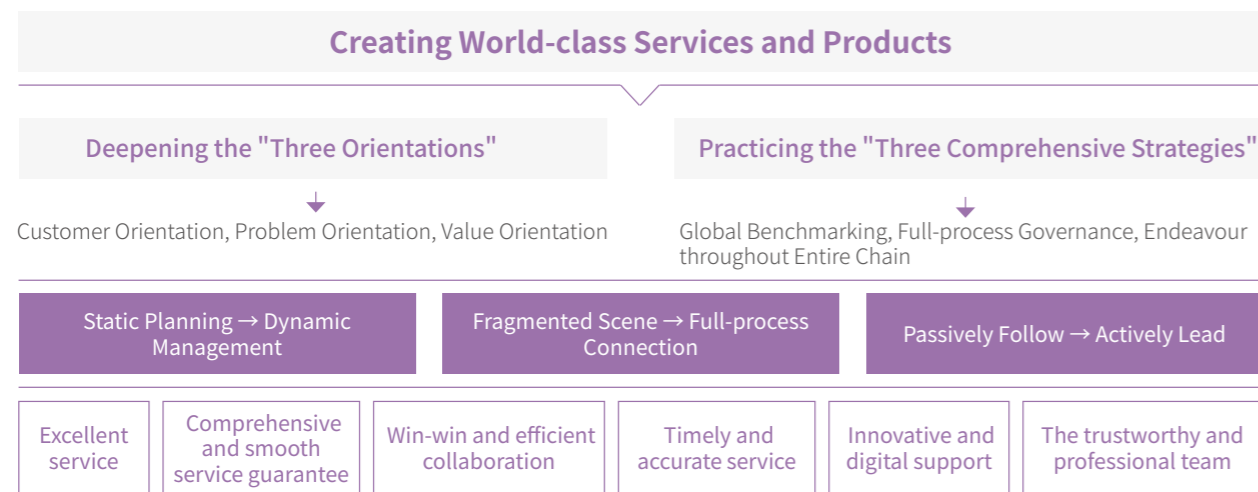 Creating World-class Services and Products
Deepening the "Three Orientations"
Practicing the "Three Comprehensive Strategies"
Customer Orientation, Problem Orientation, Value Orientation
Global Benchmarking, Full-process Governance, Endeavour
throughout Entire Chain
Static Planning → Dynamic
Management
Fragmented Scene → Full-process
Connection
Passively Follow → Actively Lead
Excellent
service
Comprehensive
and smooth
service guarantee
Win-win and efficient
collaboration
Timely and
accurate service
Innovative and
digital support
The trustworthy and
professional team